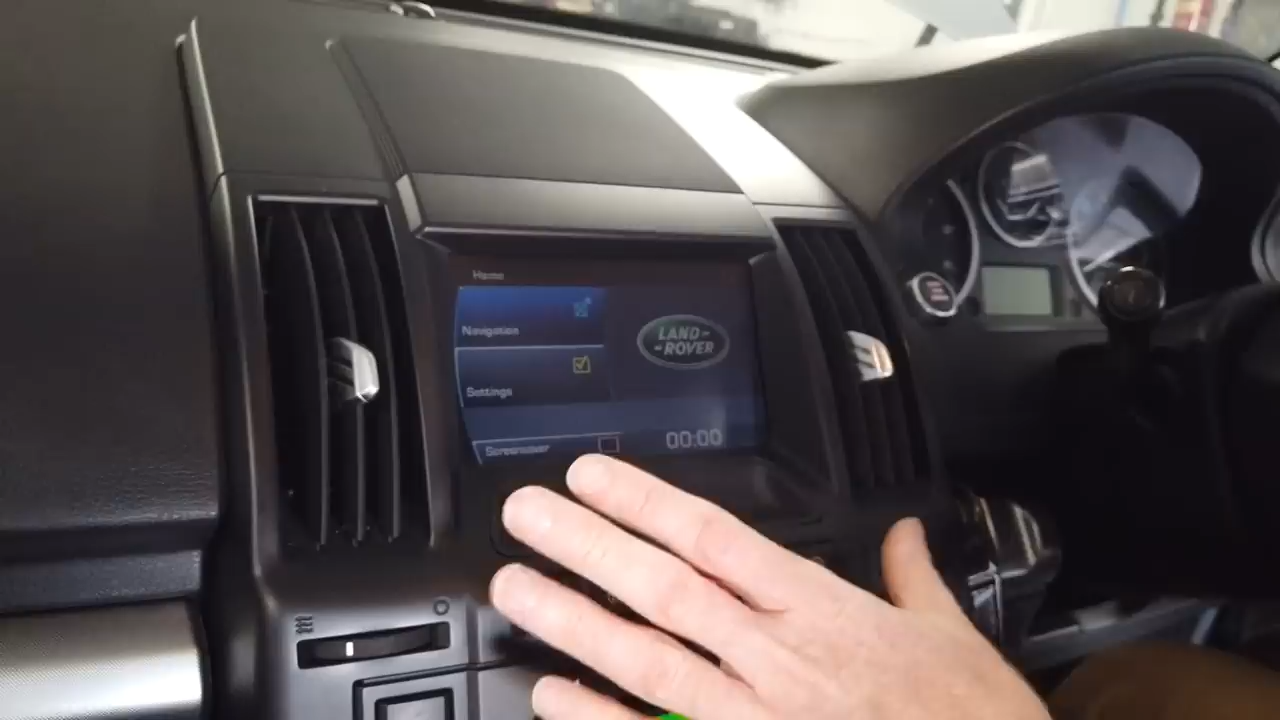 Home
Navigation
LAND-
-ROVER
Settings
Screensaver
00:00